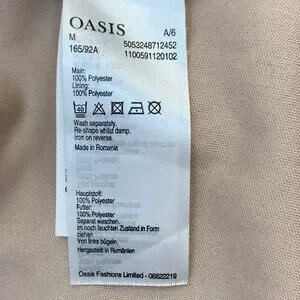 OASIS
M A/6
165/92A 5053248712452
1100591120102
Main:
100% Polyester
Lining:
100% Polyester
40
Wash separately.
Re-shape whilst damp.
Iron on reverse.
Made in Romania
Hauptstoff:
100% Polyester
Futter:
100% Polyester
Separat waschen.
im noch feuchten Zustand in Form
ziehen
Von links bügeln.
Hergestellt in Rumänien
Oasis Fashions Limited - 06822219